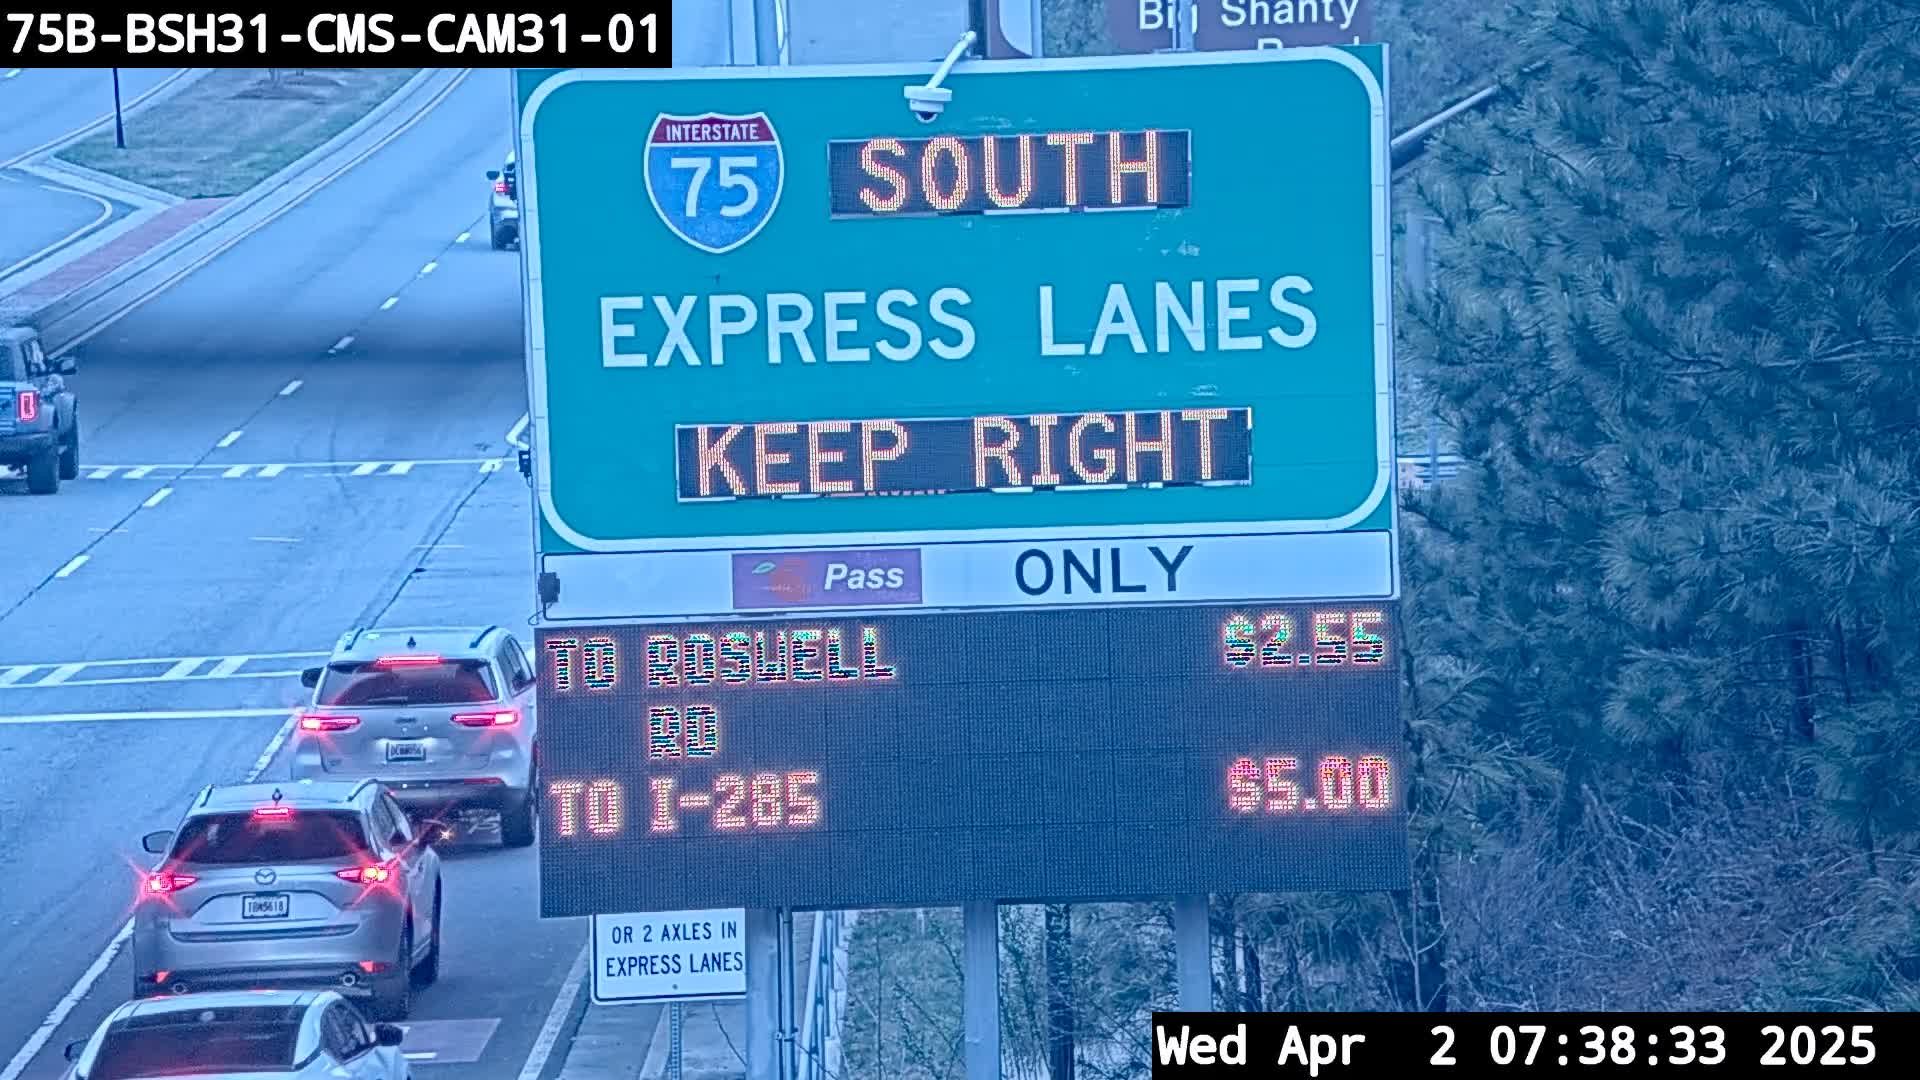 75B-BSH31-CMS-CAM31-01
Big Shanty
INTERSTATE
75
SOUTH
EXPRESS LANES
KEEP RIGHT
Pass ONLY
TO ROSWELL $2.55
RD
TO I-285 $5.00
OR 2 AXLES IN
EXPRESS LANES
Wed Apr 2 07:38:33 2025